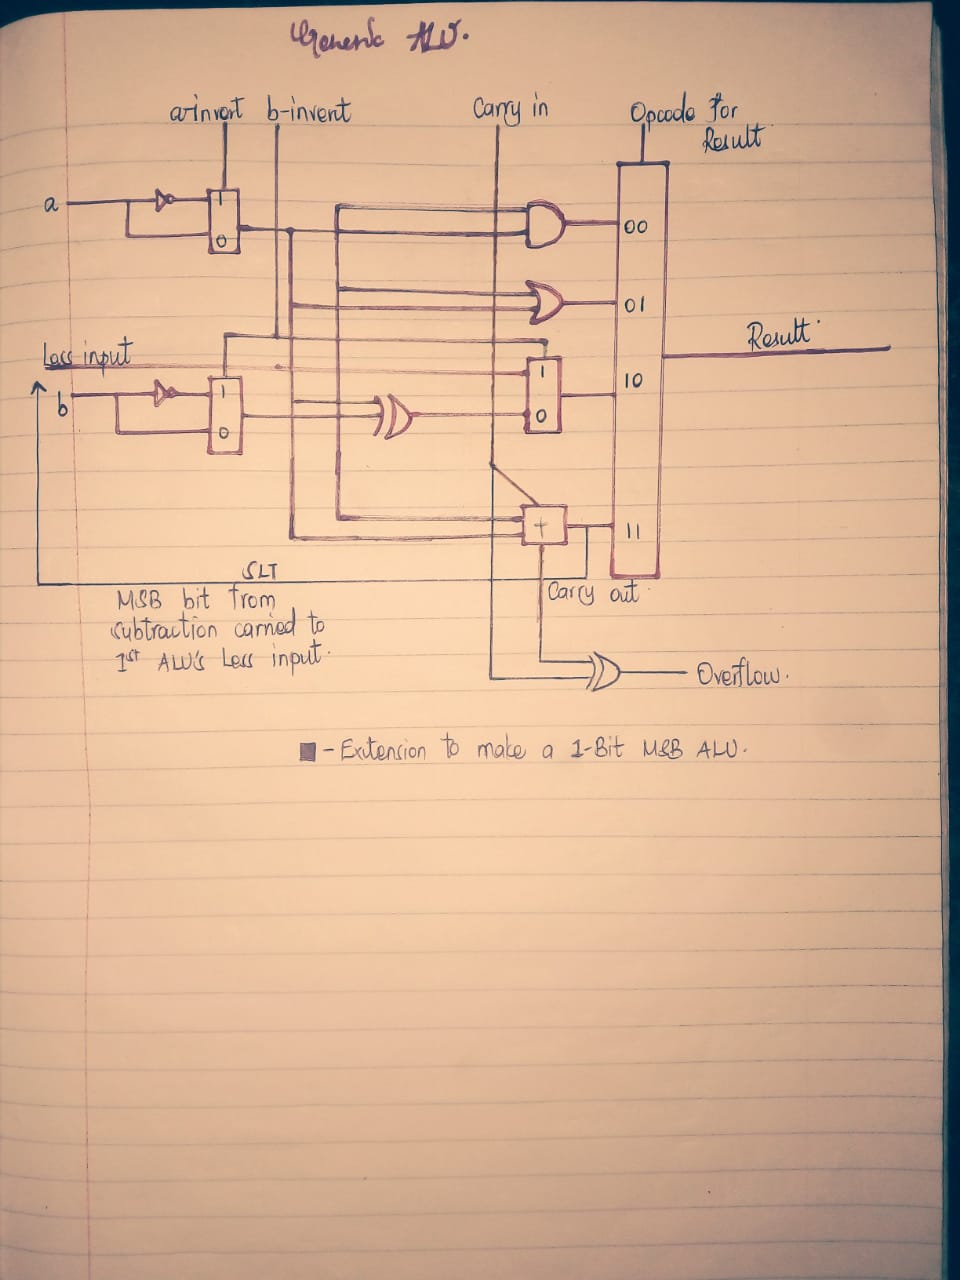 Generic ALU.
a-invert b-invert Carry in Opcode for
Result
a
1
0
00
01
Less input
Result
1
10
b
1
0
0
+
11
SLT
MSB bit from
Carry out
subtraction carried to
1st ALU's Less input.
Overflow.
- Extension to make a 1-Bit MSB ALU.